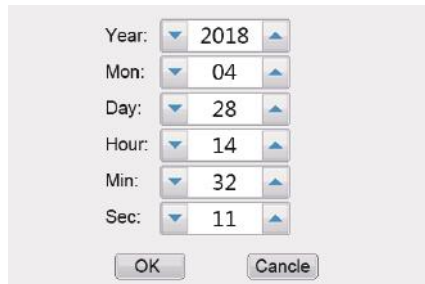 Year: 2018
Mon: 04
Day: 28
Hour: 14
Min: 32
Sec: 11
OK Cancle